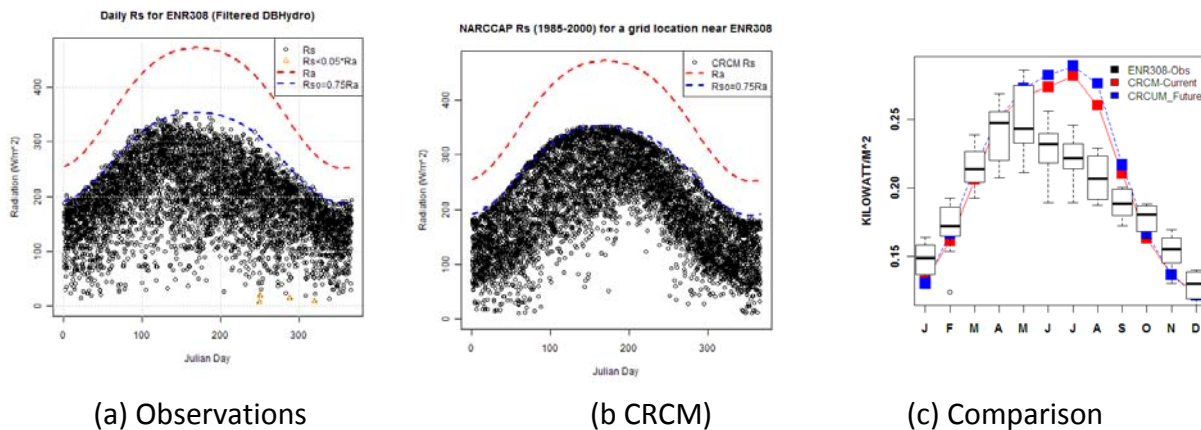 Daily Rs for ENR308 (Filtered DBHydro)
Rs
Rs<0.05*Ra
Ra
Rso=0.75Ra
Radiation (W/m^2)
400
300
200
100
0
0 100 200 300
Julian Day
(a) Observations
NARCCAP Rs (1985-2000) for a grid location near ENR308
CRCM Rs
Ra
Rso=0.75Ra
Radiation (W/m^2)
400
300
200
100
0
0 100 200 300
Julian Day
(b CRCM)
ENR308-Obs
CRCM-Current
CRCUM_Future
KILOWATT/M^2
0.25
0.20
0.15
J F M A M J J A S O N D
(c) Comparison